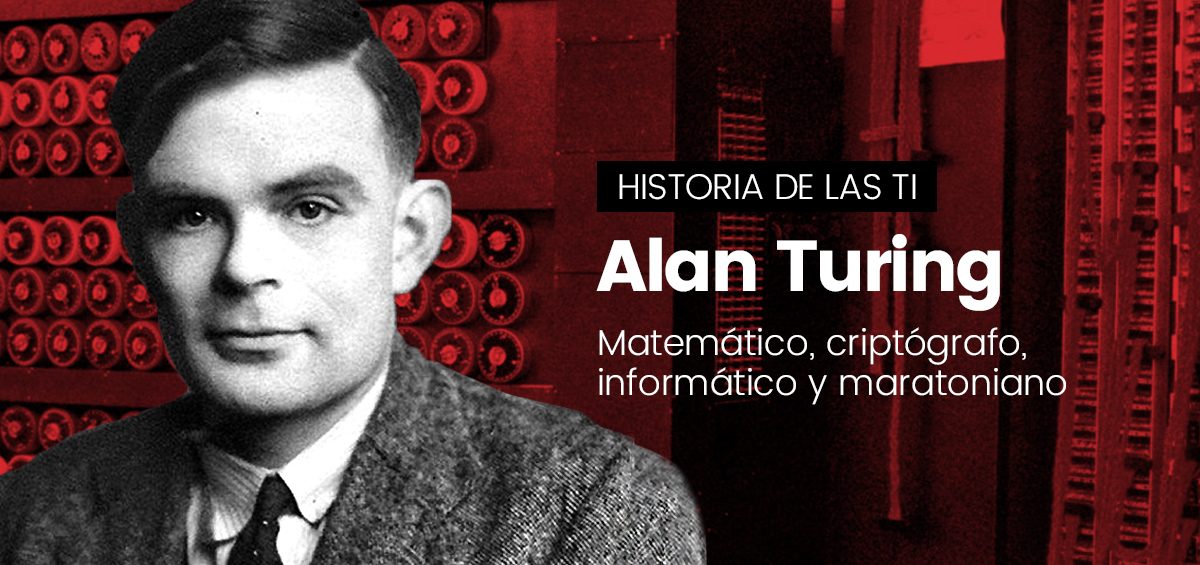 HISTORIA DE LAS TI
Alan Turing
Matemático, criptógrafo,
informático y maratoniano